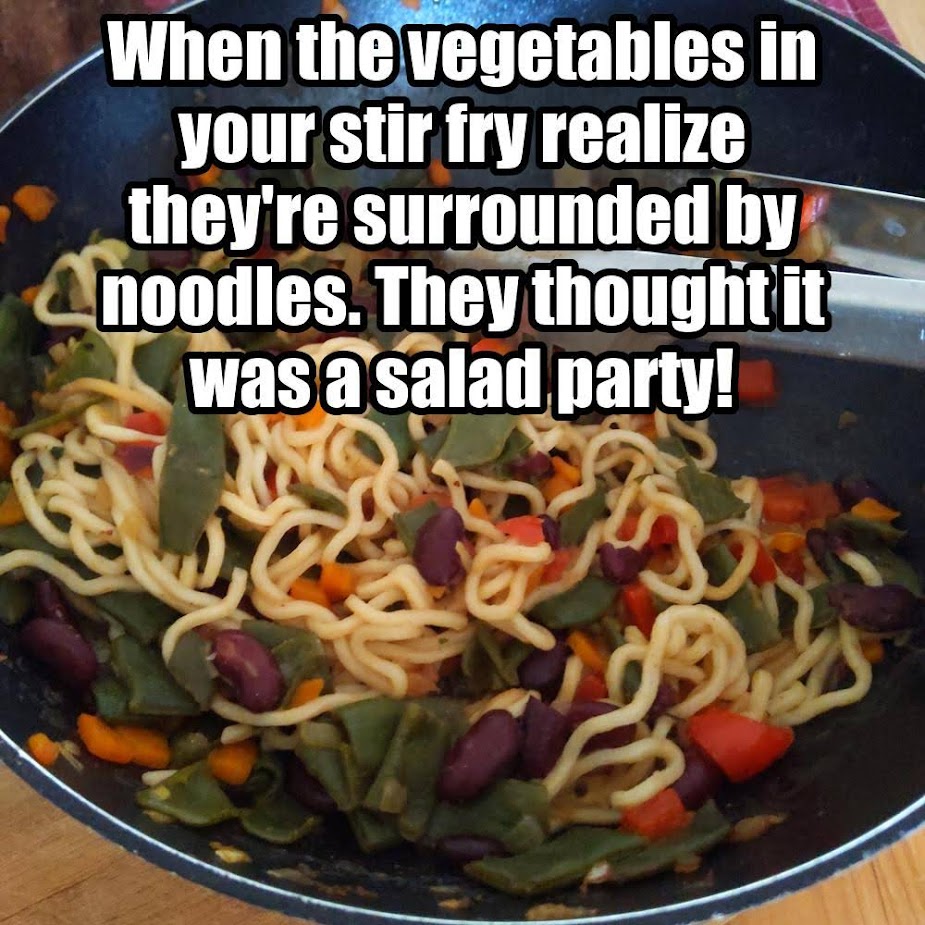 When the vegetables in
your stir fry realize
they're surrounded by
noodles. They thought it
was a salad party!